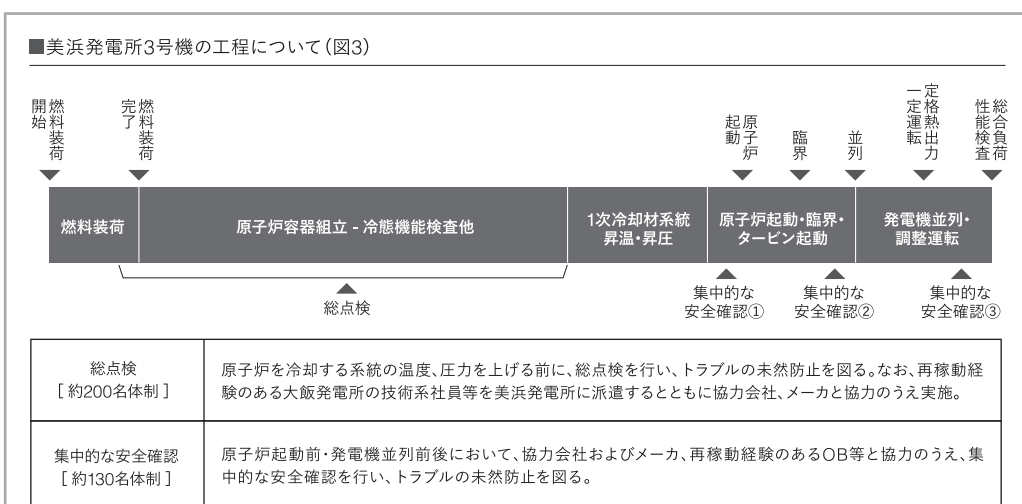 ■美浜発電所3号機の工程について（図3）
燃料装荷
開始
燃料装荷
完了
原子炉
起動
臨界
並列
定格熱出力
一定運転
総合負荷
性能検査
燃料装荷
原子炉容器組立 - 冷態機能検査他
1次冷却材系統
昇温・昇圧
原子炉起動・臨界・
タービン起動
発電機並列・
調整運転
総点検
集中的な
安全確認①
集中的な
安全確認②
集中的な
安全確認③
総点検
[ 約200名体制 ]
原子炉を冷却する系統の温度、圧力を上げる前に、総点検を行い、トラブルの未然防止を図る。なお、再稼動経
験のある大飯発電所の技術系社員等を美浜発電所に派遣するとともに協力会社、メーカと協力のうえ実施。
集中的な安全確認
[ 約130名体制 ]
原子炉起動前・発電機並列前後において、協力会社およびメーカ、再稼動経験のあるOB等と協力のうえ、集
中的な安全確認を行い、トラブルの未然防止を図る。